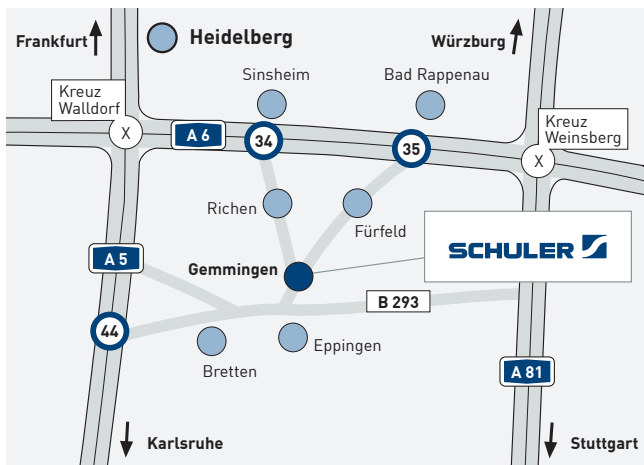 Frankfurt
Heidelberg
Würzburg
Sinsheim
Bad Rappenau
Kreuz
Walldorf
Kreuz
Weinsberg
X
A 6
34
35
X
Richen
Fürfeld
A 5
Gemmingen
SCHULER
B 293
44
Eppingen
Bretten
A 81
Karlsruhe
Stuttgart